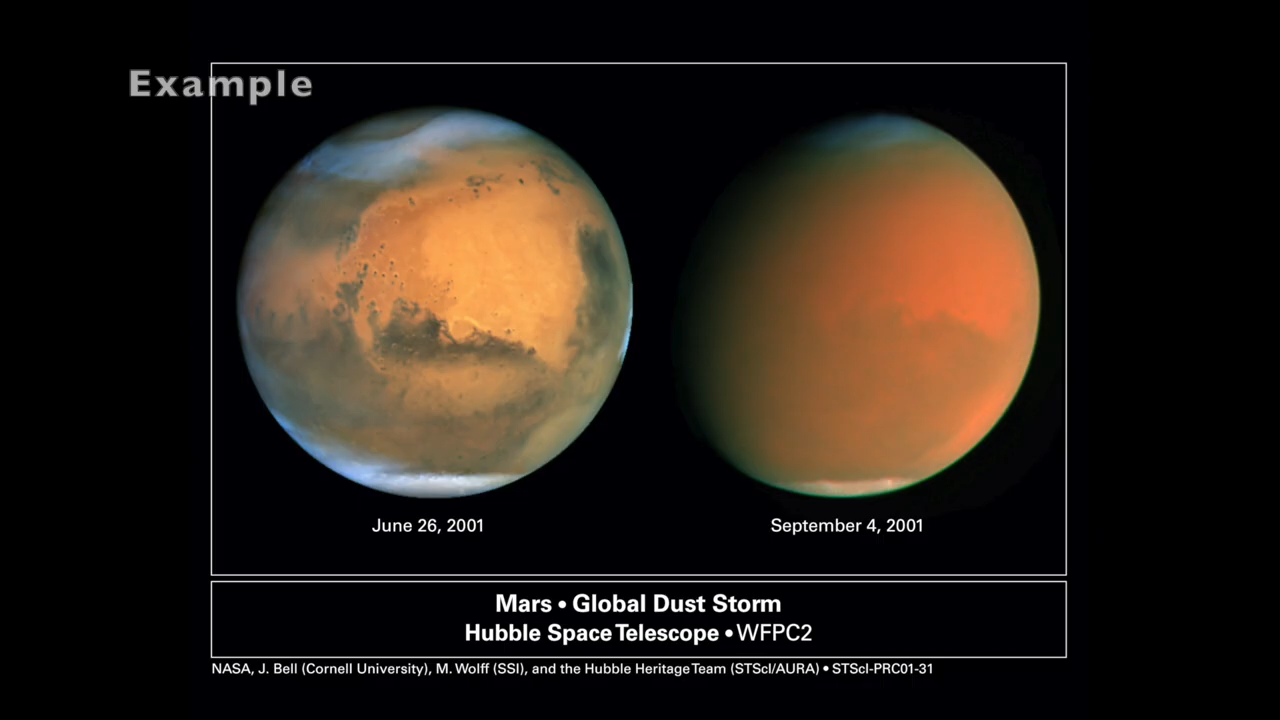 Example
June 26, 2001
September 4, 2001
Mars • Global Dust Storm
Hubble Space Telescope • WFPC2
NASA, J. Bell (Cornell University), M. Wolff (SSI), and the Hubble Heritage Team (STScI/AURA) • STScI-PRC01-31